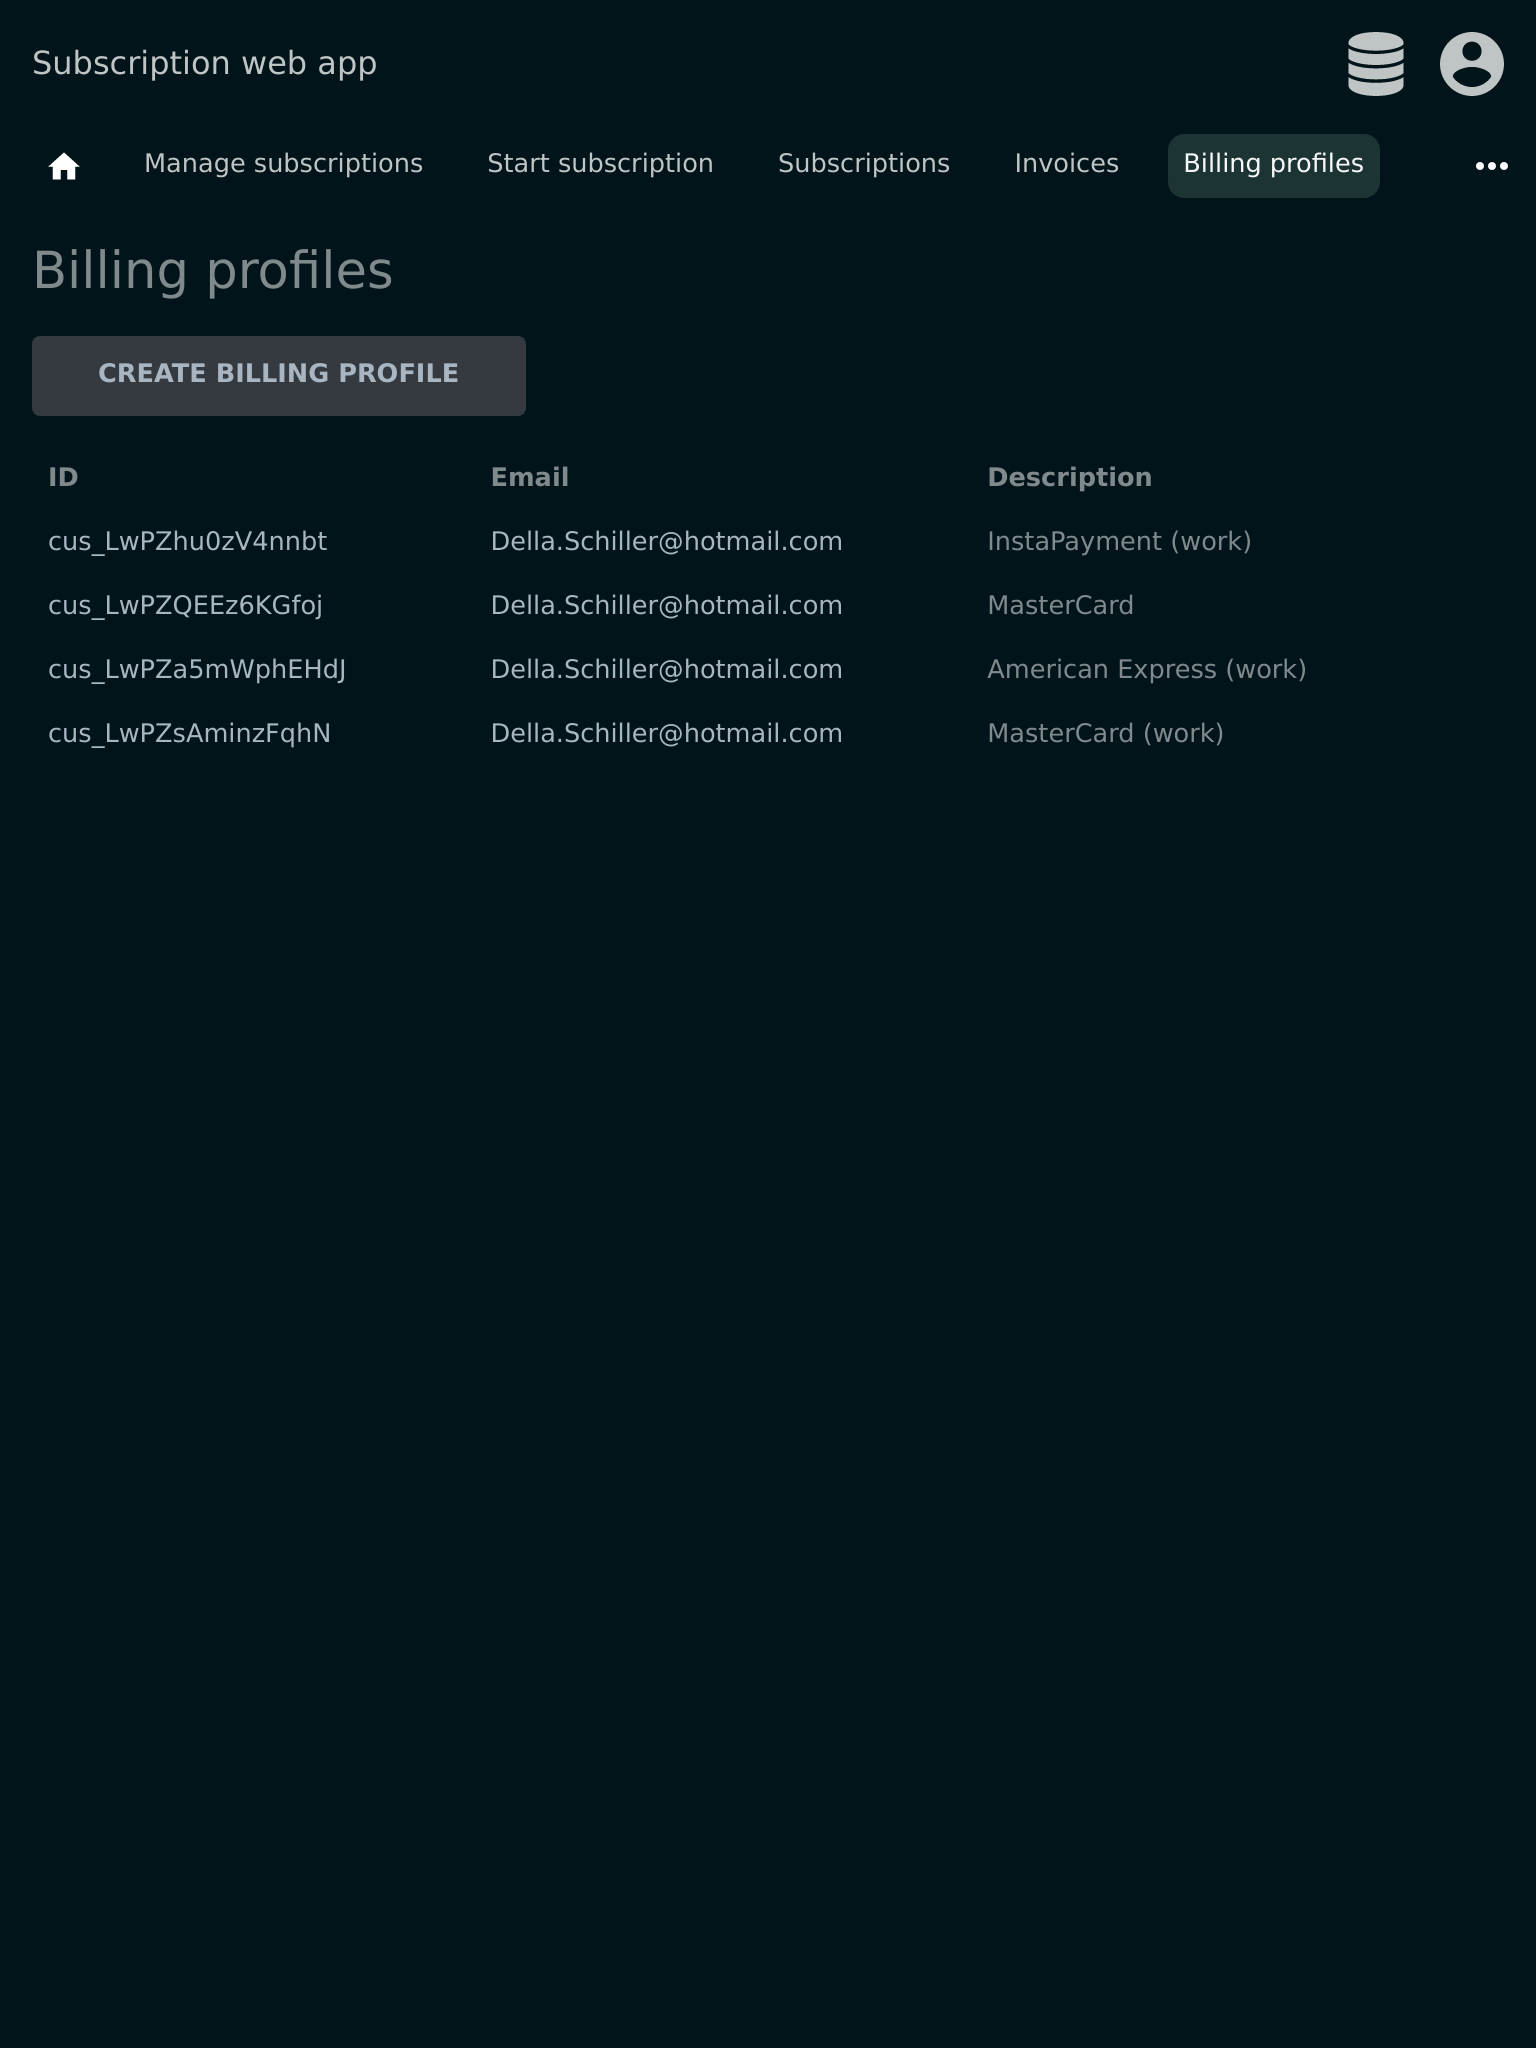 Subscription web app
Manage subscriptions Start subscription Subscriptions Invoices Billing profiles
Billing profiles
CREATE BILLING PROFILE
ID Email Description
cus_LwPZhu0zV4nnbt Della.Schiller@hotmail.com InstaPayment (work)
cus_LwPZQEEz6KGfoj Della.Schiller@hotmail.com MasterCard
cus_LwPZa5mWphEHdJ Della.Schiller@hotmail.com American Express (work)
cus_LwPZsAminzFqhN Della.Schiller@hotmail.com MasterCard (work)